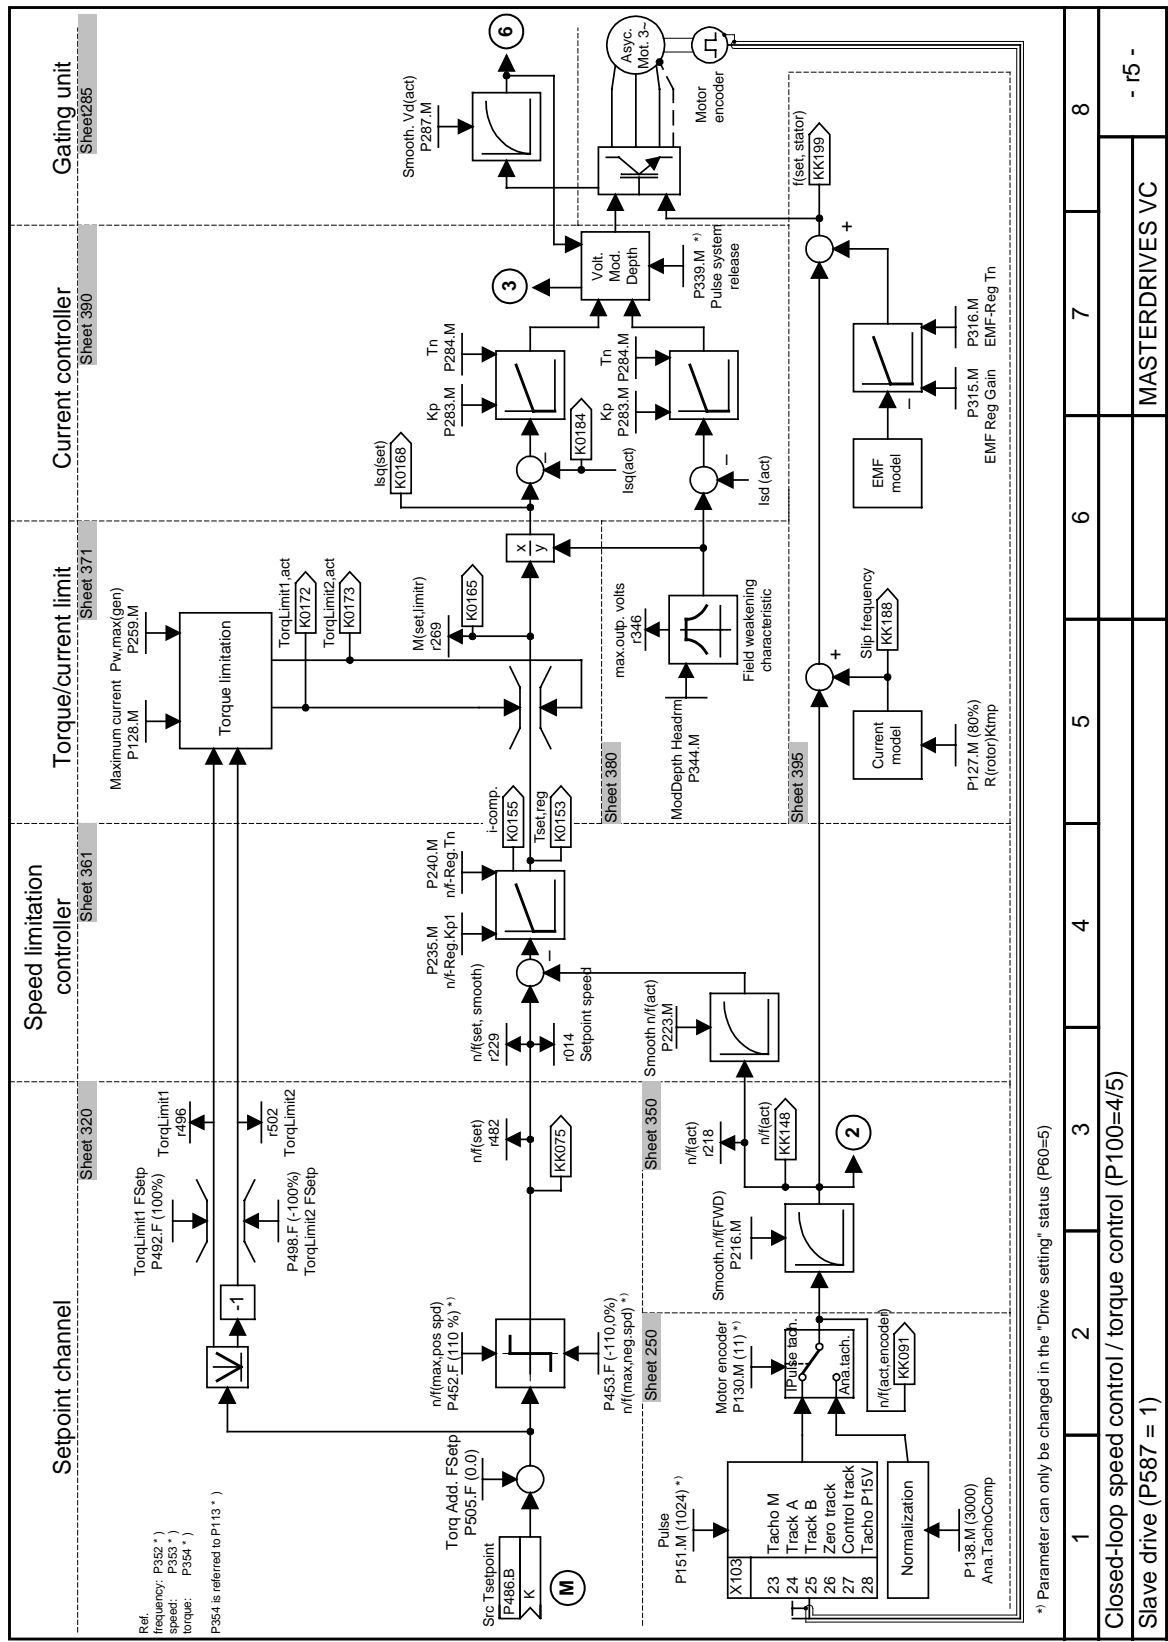 Setpoint channel
Speed limitation
controller
Torque/current limit
Current controller
Gating unit
Sheet 320
Sheet 361
Sheet 371
Sheet 390
Sheet285
Ref.
frequency: P352 *)
speed: P353 *)
torque: P354 *)
P354 is referred to P113 *)
TorqLimit1 FSetp
P492.F (100%)
TorqLimit1
r496
-1
P498.F (-100%)
TorqLimit2 FSetp
r502
TorqLimit2
Maximum current
P128.M
Pw,max(gen)
P259.M
Torque limitation
TorqLimit1,act
K0172
TorqLimit2,act
K0173
Src Tsetpoint
P486.B
K
M
Torq Add. FSetp
P505.F (0.0)
n/f(max,pos spd)
P452.F (110 %) *)
P453.F (-110,0%)
n/f(max,neg.spd) *)
n/f(set)
r482
KK075
n/f(set, smooth)
r229
r014
Setpoint speed
P235.M
n/f-Reg.Kp1
P240.M
n/f-Reg.Tn
i-comp.
K0155
Tset,reg
K0153
–
M(set,limitr)
r269
K0165
x
y
Isq(set)
K0168
–
K0184
Isq(act)
Kp
P283.M
Tn
P284.M
3
Kp
P283.M
Tn
P284.M
–
Isd (act)
Volt.
Mod.
Depth
P339.M *)
Pulse system
release
Smooth. Vd(act)
P287.M
6
Asyc.
Mot. 3~
Motor
encoder
Sheet 380
ModDepth Headrm
P344.M
max.outp. volts
r346
Field weakening
characteristic
Sheet 350
Smooth n/f(act)
P223.M
n/f(act)
r218
n/f(act)
KK148
2
Smooth.n/f(FWD)
P216.M
Sheet 250
Motor encoder
P130.M (11) *)
IPulse tach.
Ana.tach.
n/f(act,encoder)
KK091
Pulse
P151.M (1024) *)
X103
23 Tacho M
24 Track A
25 Track B
26 Zero track
27 Control track
28 Tacho P15V
Normalization
P138.M (3000)
Ana.TachoComp
Sheet 395
Slip frequency
KK188
+
Current
model
P127.M (80%)
R(rotor)Ktmp
EMF
model
–
P315.M
EMF Reg Gain
P316.M
EMF-Reg Tn
+
f(set, stator)
KK199
*) Parameter can only be changed in the "Drive setting" status (P60=5)
1 2 3 4 5 6 7 8
Closed-loop speed control / torque control (P100=4/5)
- r5 -
Slave drive (P587 = 1)
MASTERDRIVES VC